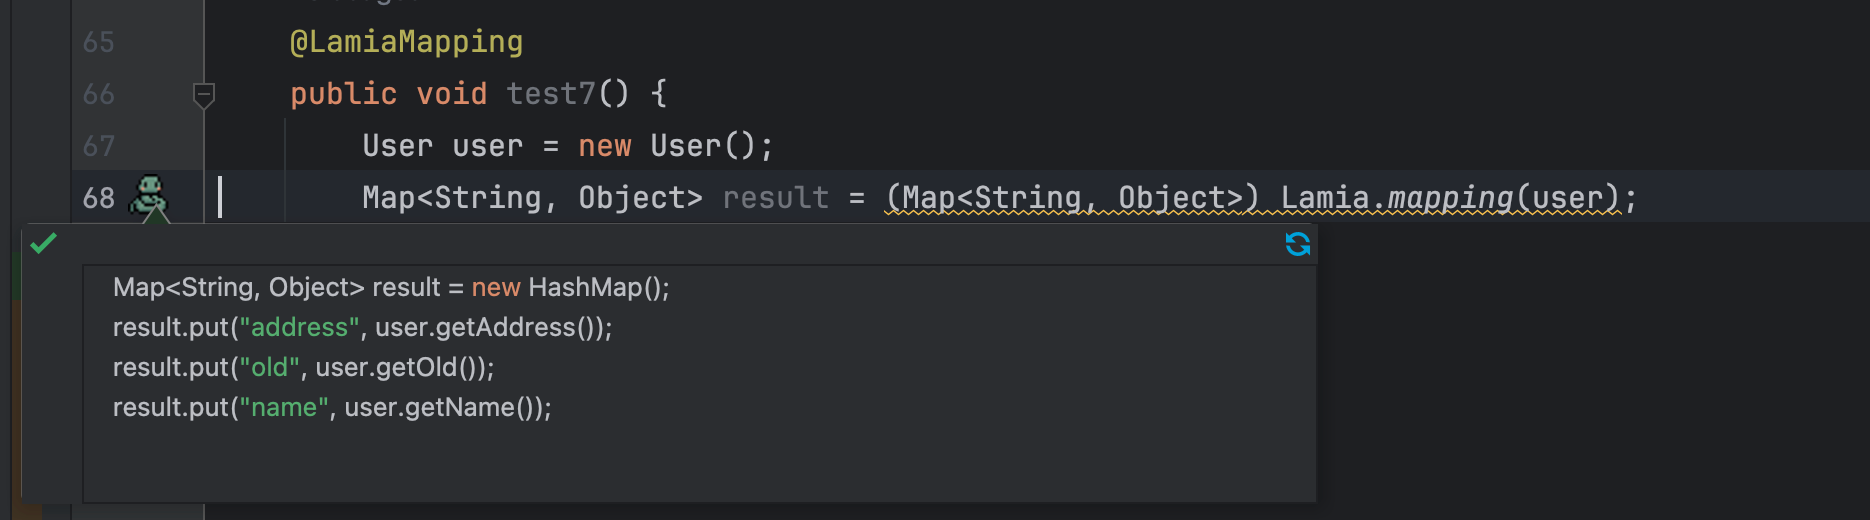 65 @LamiaMapping
66 public void test7() {
67 User user = new User();
68 Map<String, Object> result = (Map<String, Object>) Lamia.mapping(user);
Map<String, Object> result = new HashMap();
result.put("address", user.getAddress());
result.put("old", user.getOld());
result.put("name", user.getName());